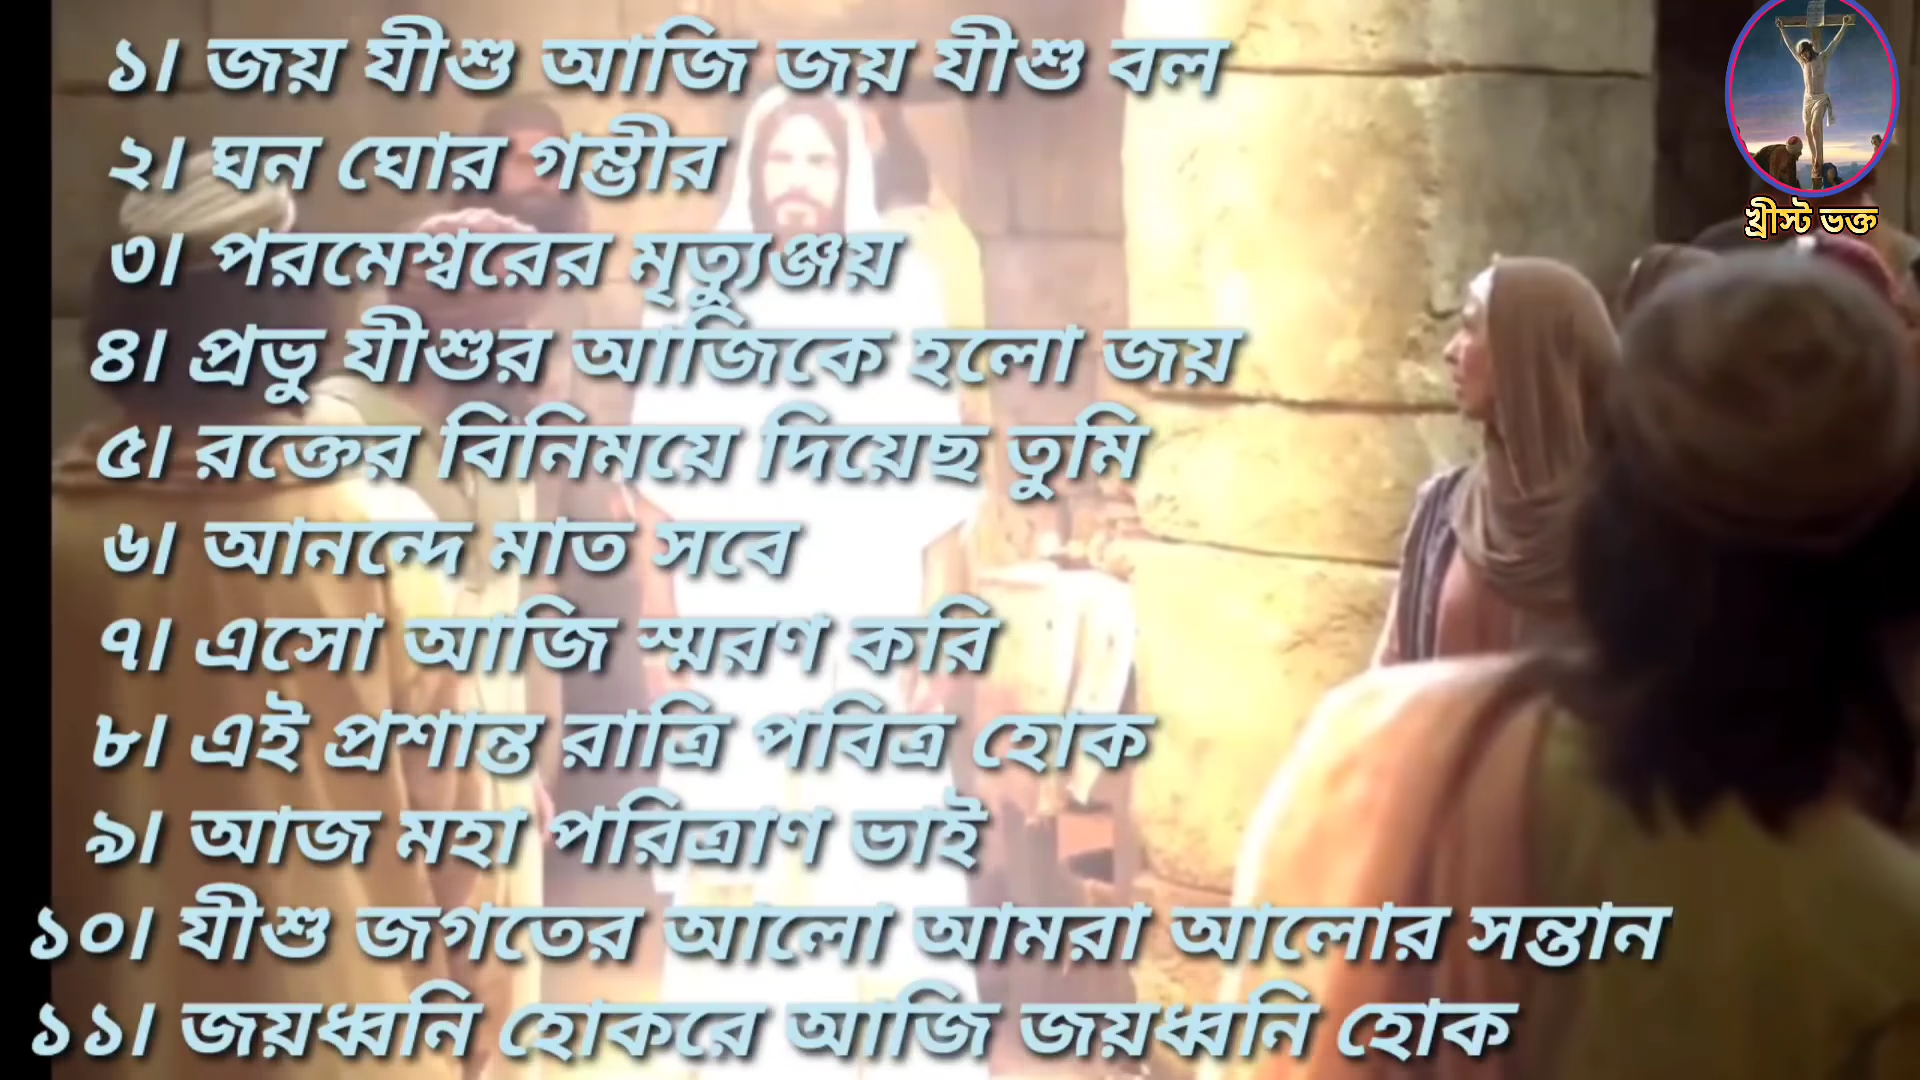 ১। জয় যীশু আজি জয় যীশু বল
২। ঘন ঘোর গম্ভীর
৩। পরমেশ্বরের মৃত্যুঞ্জয়
৪। প্রভু যীশুর আজিকে হলো জয়
৫। রক্তের বিনিময়ে দিয়েছ তুমি
৬। আনন্দে মাত সবে
৭। এসো আজি স্মরণ করি
৮। এই প্রশান্ত রাত্রি পবিত্র হোক
৯। আজ মহা পরিত্রাণ ভাই
১০। যীশু জগতের আলো আমরা আলোর সন্তান
১১। জয়ধ্বনি হোকরে আজি জয়ধ্বনি হোক
খ্রীস্ট ভক্ত